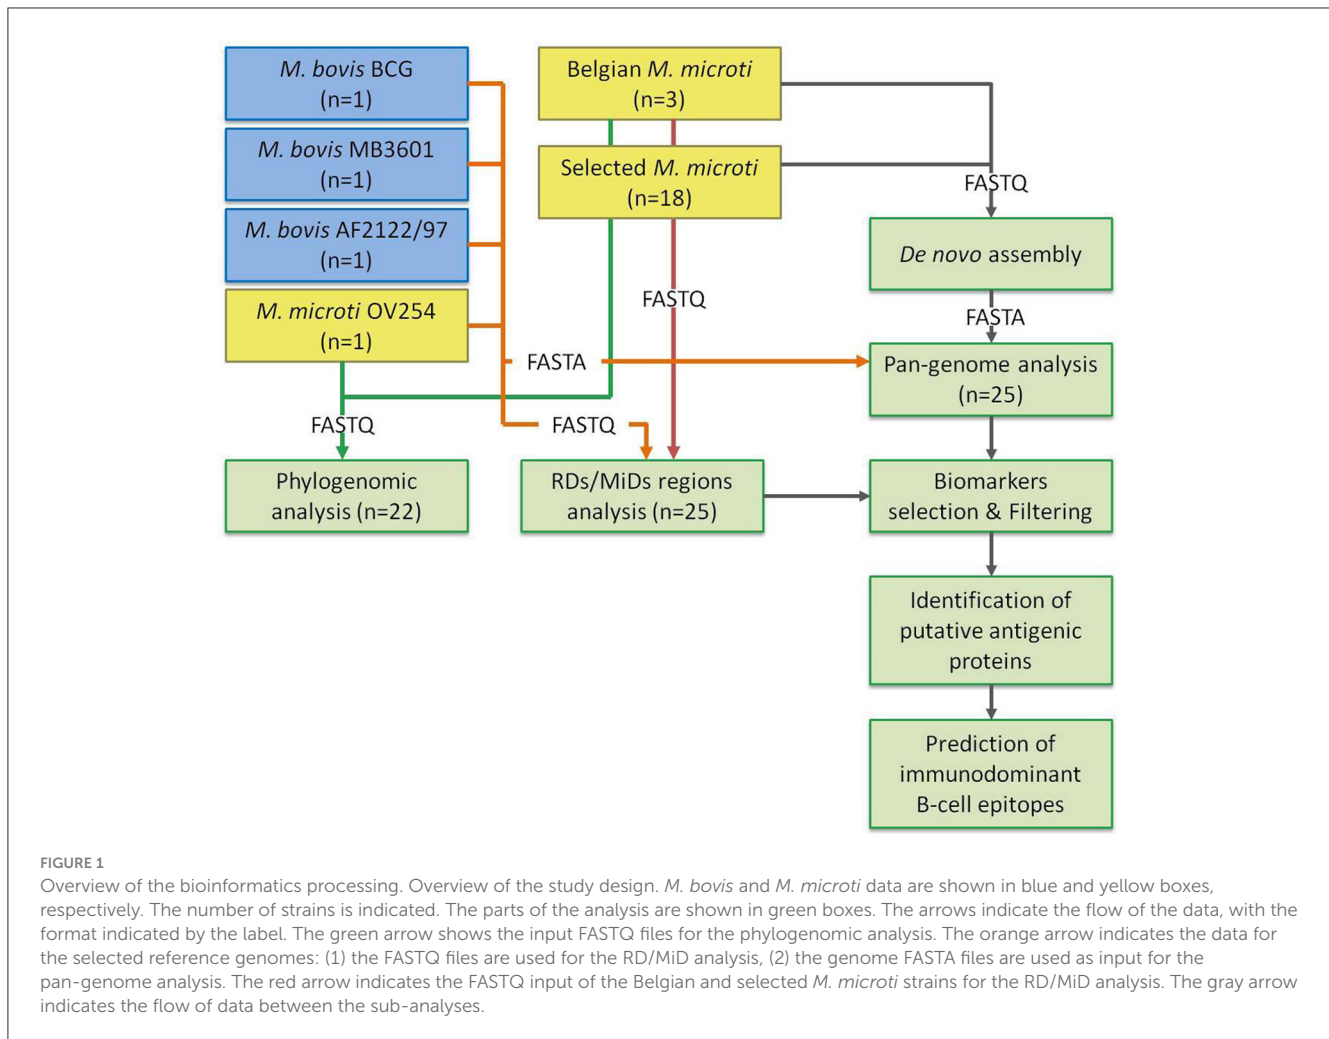 M. bovis BCG
(n=1)
M. bovis MB3601
(n=1)
M. bovis AF2122/97
(n=1)
M. microti OV254
(n=1)
Belgian M. microti
(n=3)
Selected M. microti
(n=18)
FASTQ
De novo assembly
FASTQ
FASTA
FASTA
Pan-genome analysis
(n=25)
FASTQ
FASTQ
Phylogenomic
analysis (n=22)
RDs/MiDs regions
analysis (n=25)
Biomarkers
selection & Filtering
Identification of
putative antigenic
proteins
Prediction of
immunodominant
B-cell epitopes
FIGURE 1
Overview of the bioinformatics processing. Overview of the study design. M. bovis and M. microti data are shown in blue and yellow boxes,
respectively. The number of strains is indicated. The parts of the analysis are shown in green boxes. The arrows indicate the flow of the data, with the
format indicated by the label. The green arrow shows the input FASTQ files for the phylogenomic analysis. The orange arrow indicates the data for
the selected reference genomes: (1) the FASTQ files are used for the RD/MiD analysis, (2) the genome FASTA files are used as input for the
pan-genome analysis. The red arrow indicates the FASTQ input of the Belgian and selected M. microti strains for the RD/MiD analysis. The gray arrow
indicates the flow of data between the sub-analyses.